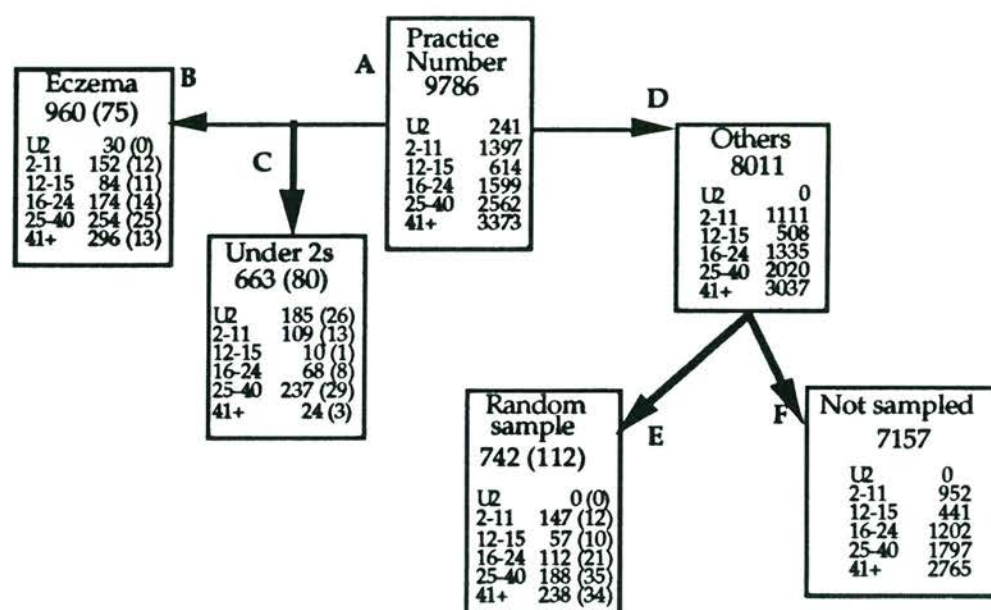 Practice
Number
9786
U2 241
2-11 1397
12-15 614
16-24 1599
25-40 2562
41+ 3373
A
B
Eczema
960 (75)
U2 30 (0)
2-11 152 (12)
12-15 84 (11)
16-24 174 (14)
25-40 254 (25)
41+ 296 (13)
C
Under 2s
663 (80)
U2 185 (26)
2-11 109 (13)
12-15 10 (1)
16-24 68 (8)
25-40 237 (29)
41+ 24 (3)
D
Others
8011
U2 0
2-11 1111
12-15 508
16-24 1335
25-40 2020
41+ 3037
E
Random
sample
742 (112)
U2 0 (0)
2-11 147 (12)
12-15 57 (10)
16-24 112 (21)
25-40 188 (35)
41+ 238 (34)
F
Not sampled
7157
U2 0
2-11 952
12-15 441
16-24 1202
25-40 1797
41+ 2765